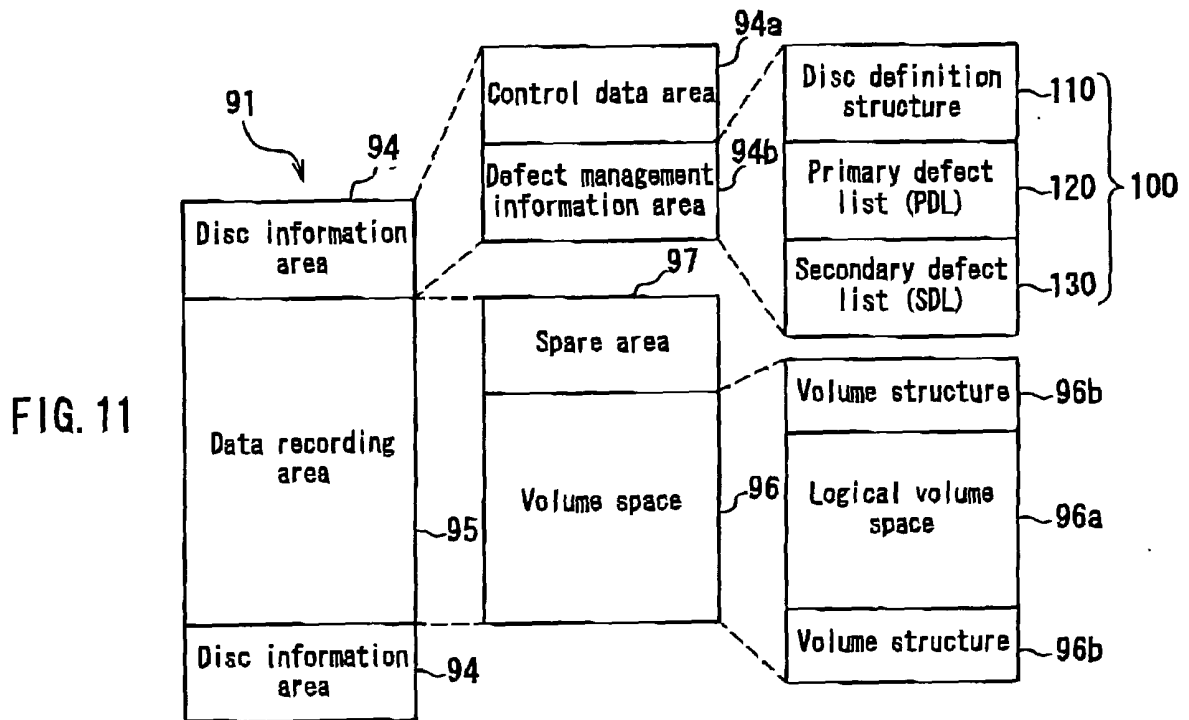 FIG. 11
91
94
Disc information
area
Data recording
area
95
Disc information
area
94
94a
Control data area
94b
Defect management
information area
97
Spare area
Volume space
96
Disc definition
structure
110
Primary defect
list (PDL)
120
100
Secondary defect
list (SDL)
130
Volume structure
96b
Logical volume
space
96a
Volume structure
96b